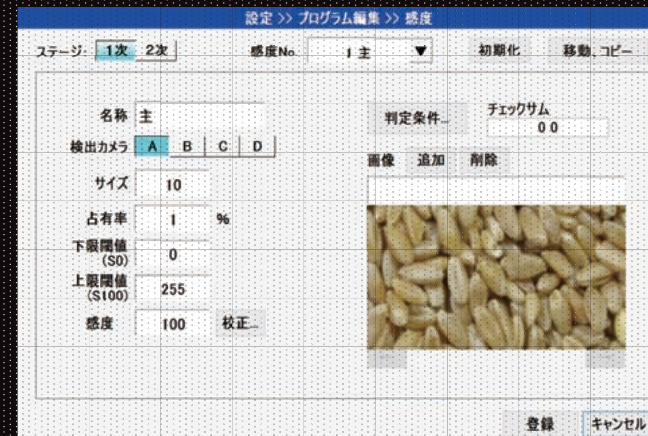 設定 >> プログラム編集 >> 感度
ステージ: 1次 2次 感度No. 1 主 ▼ 初期化 移動、コピー
名称 主 判定条件... チェックサム
0 0
検出カメラ A B C D
画像 追加 削除
サイズ 10
占有率 1 %
下限閾値
(S0) 0
上限閾値
(S100) 255
感度 100 校正...
登録 キャンセル